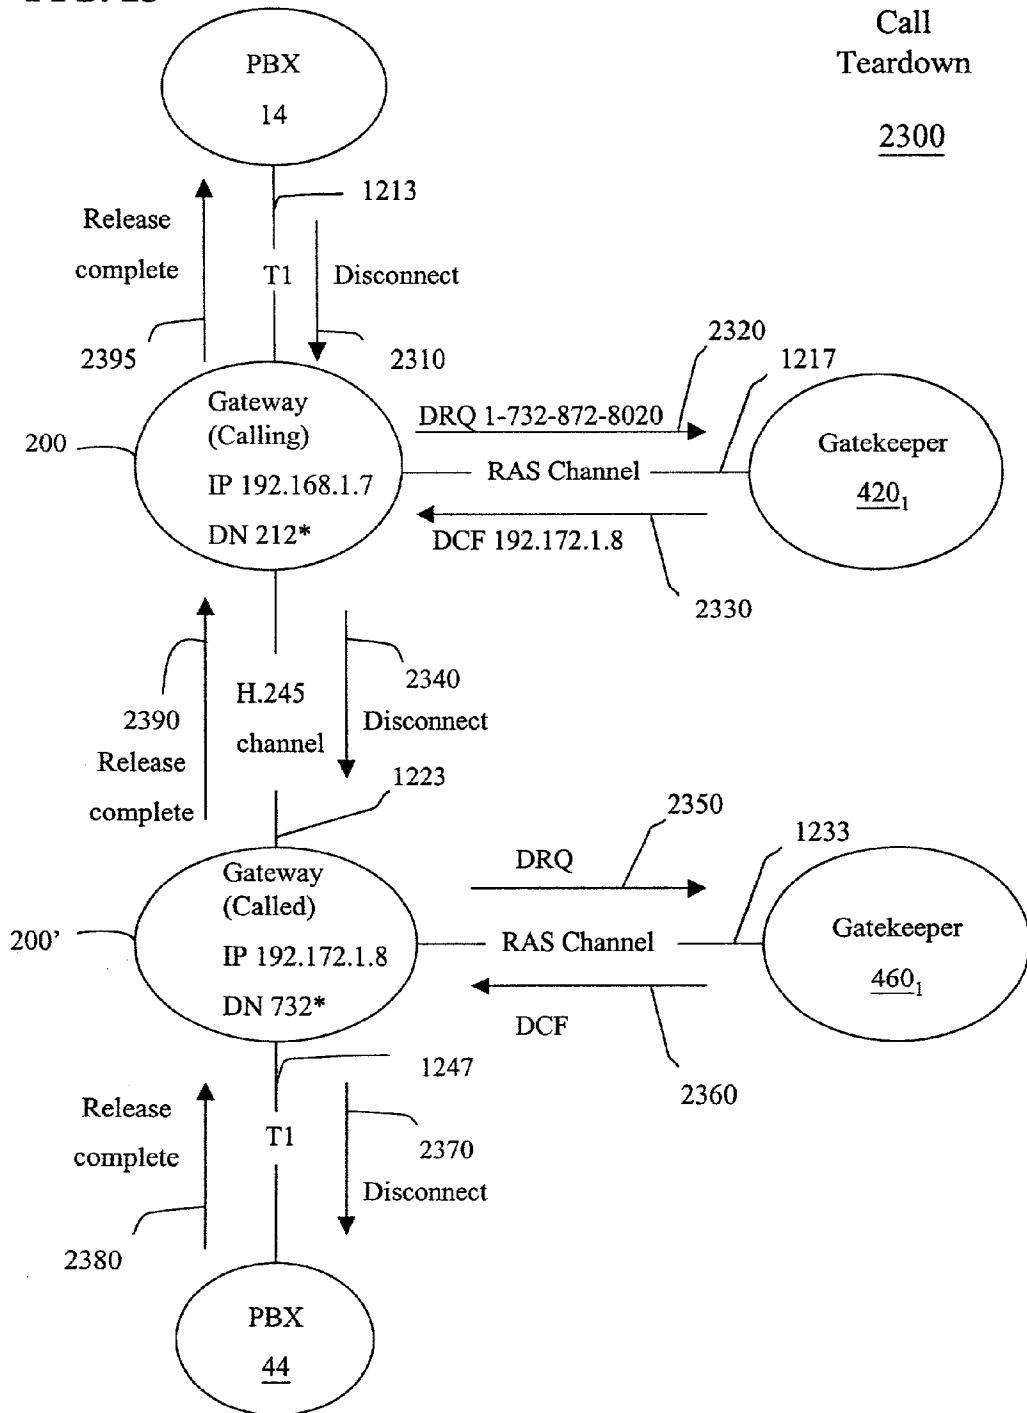 Call
Teardown
2300
PBX
14
1213
Release
complete
T1
Disconnect
2395
2310
2320
1217
Gateway
(Calling)
IP 192.168.1.7
DN 212*
200
DRQ 1-732-872-8020
RAS Channel
DCF 192.172.1.8
Gatekeeper
420₁
2330
2390
Release
complete
H.245
channel
2340
Disconnect
1223
2350
1233
Gateway
(Called)
IP 192.172.1.8
DN 732*
200’
DRQ
RAS Channel
DCF
Gatekeeper
460₁
1247
2360
Release
complete
T1
2370
Disconnect
2380
PBX
44